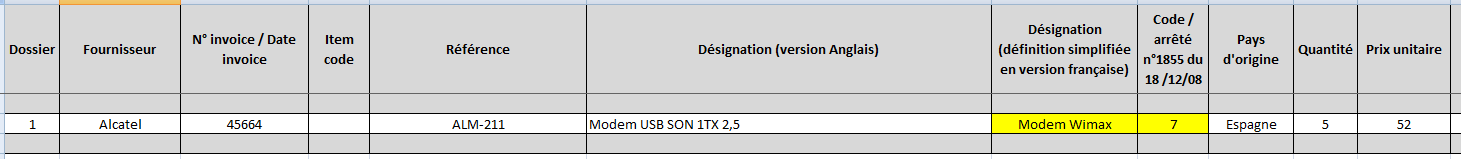 Dossier
Fournisseur
N° invoice / Date
invoice
Item
code
Référence
Désignation (version Anglais)
Désignation
(définition simplifiée
en version française)
Code /
arrêté
n°1855 du
18 /12/08
Pays
d'origine
Quantité
Prix unitaire
1
Alcatel
45664
ALM-211
Modem USB SON 1TX 2,5
Modem Wimax
7
Espagne
5
52